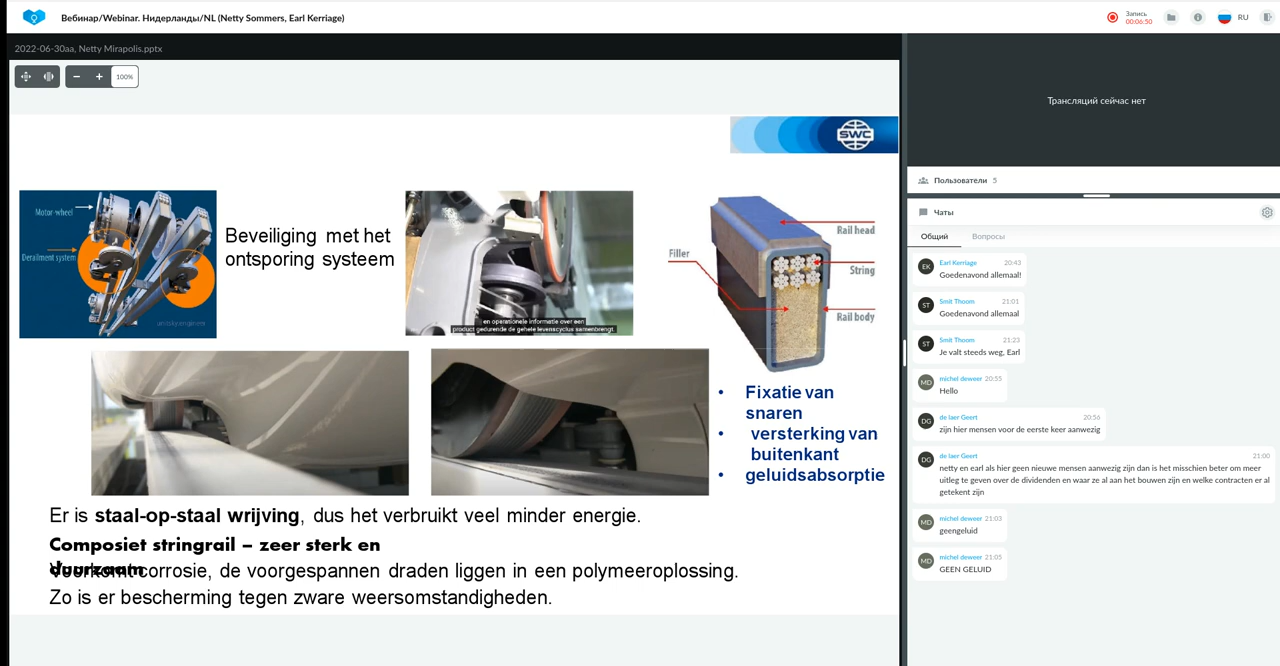 Вебинар/Webinar. Нидерланды/NL (Netty Sommers, Earl Kerriage)
Запись
00:06:50
RU
2022-06-30aa, Netty Mirapolis.pptx
100%
Трансляций сейчас нет
SWC
Motor-wheel
Derailment system
unitsky.engineer
Beveiliging met het
ontsporing systeem
en operationele informatie over een
product gedurende de gehele levenscyclus samenbrengt.
Rail head
Filler
String
Rail body
• Fixatie van
snaren
• versterking van
buitenkant
• geluidsabsorptie
Er is staal-op-staal wrijving, dus het verbruikt veel minder energie.
Composiet stringrail – zeer sterk en
duurzaam
Voorkomt corrosie, de voorgespannen draden liggen in een polymeeroplossing.
Zo is er bescherming tegen zware weersomstandigheden.
Пользователи 5
Чаты
Общий Вопросы
EK Earl Kerriage 20:43
Goedenavond allemaal!
ST Smit Thoom 21:01
Goedenavond allemaal
ST Smit Thoom 21:23
Je valt steeds weg, Earl
MD michel deweer 20:55
Hello
DG de laer Geert 20:56
zijn hier mensen voor de eerste keer aanwezig
DG de laer Geert 21:00
netty en earl als hier geen nieuwe mensen aanwezig zijn dan is het misschien beter om meer
uitleg te geven over de dividenden en waar ze al aan het bouwen zijn en welke contracten er al
getekent zijn
MD michel deweer 21:03
geengeluid
MD michel deweer 21:05
GEEN GELUID